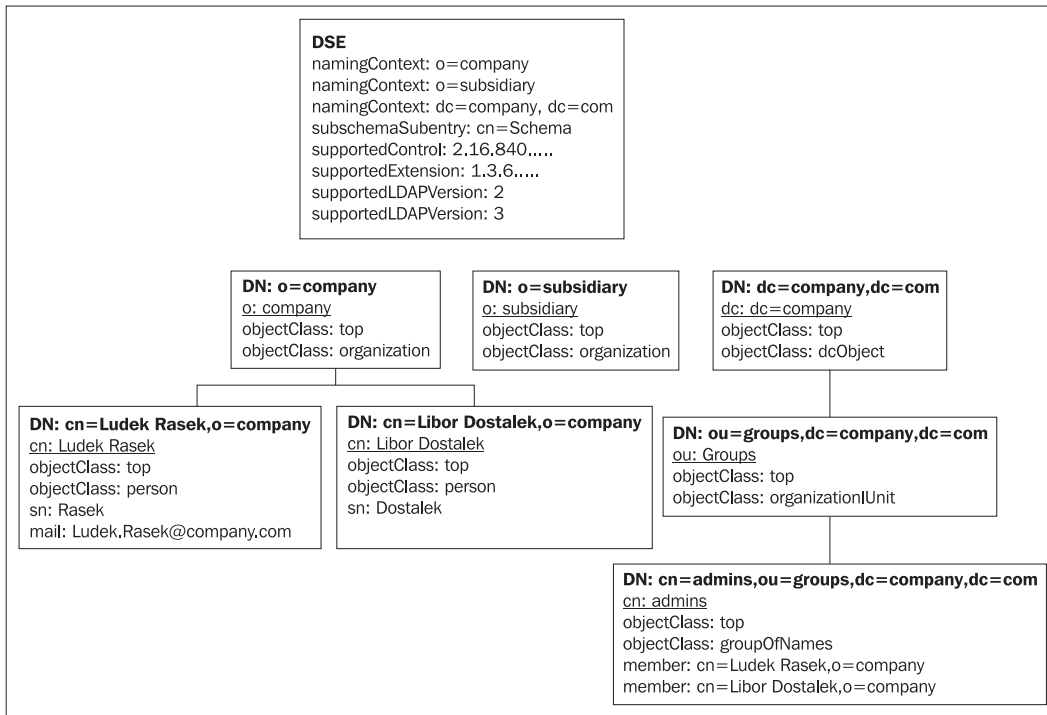 DSE
namingContext: o=company
namingContext: o=subsidiary
namingContext: dc=company, dc=com
subschemaSubentry: cn=Schema
supportedControl: 2.16.840.....
supportedExtension: 1.3.6.....
supportedLDAPVersion: 2
supportedLDAPVersion: 3
DN: o=company
o: company
objectClass: top
objectClass: organization
DN: o=subsidiary
o: subsidiary
objectClass: top
objectClass: organization
DN: dc=company,dc=com
dc: dc=company
objectClass: top
objectClass: dcObject
DN: cn=Ludek Rasek,o=company
cn: Ludek Rasek
objectClass: top
objectClass: person
sn: Rasek
mail: Ludek.Rasek@company.com
DN: cn=Libor Dostalek,o=company
cn: Libor Dostalek
objectClass: top
objectClass: person
sn: Dostalek
DN: ou=groups,dc=company,dc=com
ou: Groups
objectClass: top
objectClass: organizationlUnit
DN: cn=admins,ou=groups,dc=company,dc=com
cn: admins
objectClass: top
objectClass: groupOfNames
member: cn=Ludek Rasek,o=company
member: cn=Libor Dostalek,o=company